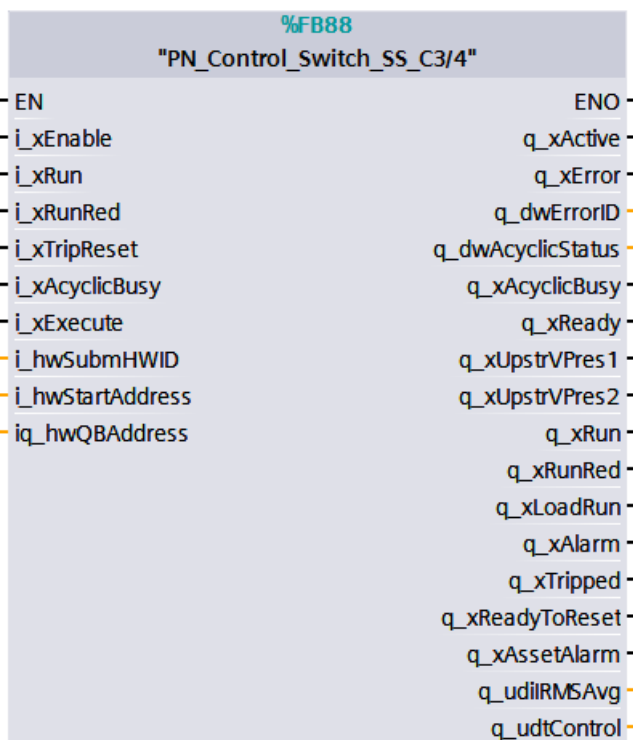 %FB88
"PN_Control_Switch_SS_C3/4"
EN ENO
i_xEnable q_xActive
i_xRun q_xError
i_xRunRed q_dwErrorID
i_xTripReset q_dwAcyclicStatus
i_xAcyclicBusy q_xAcyclicBusy
i_xExecute q_xReady
i_hwSubmHWID q_xUpstrVPres1
i_hwStartAddress q_xUpstrVPres2
iq_hwQBAddress q_xRun
q_xRunRed
q_xLoadRun
q_xAlarm
q_xTripped
q_xReadyToReset
q_xAssetAlarm
q_udiIRMSAvg
q_udtControl